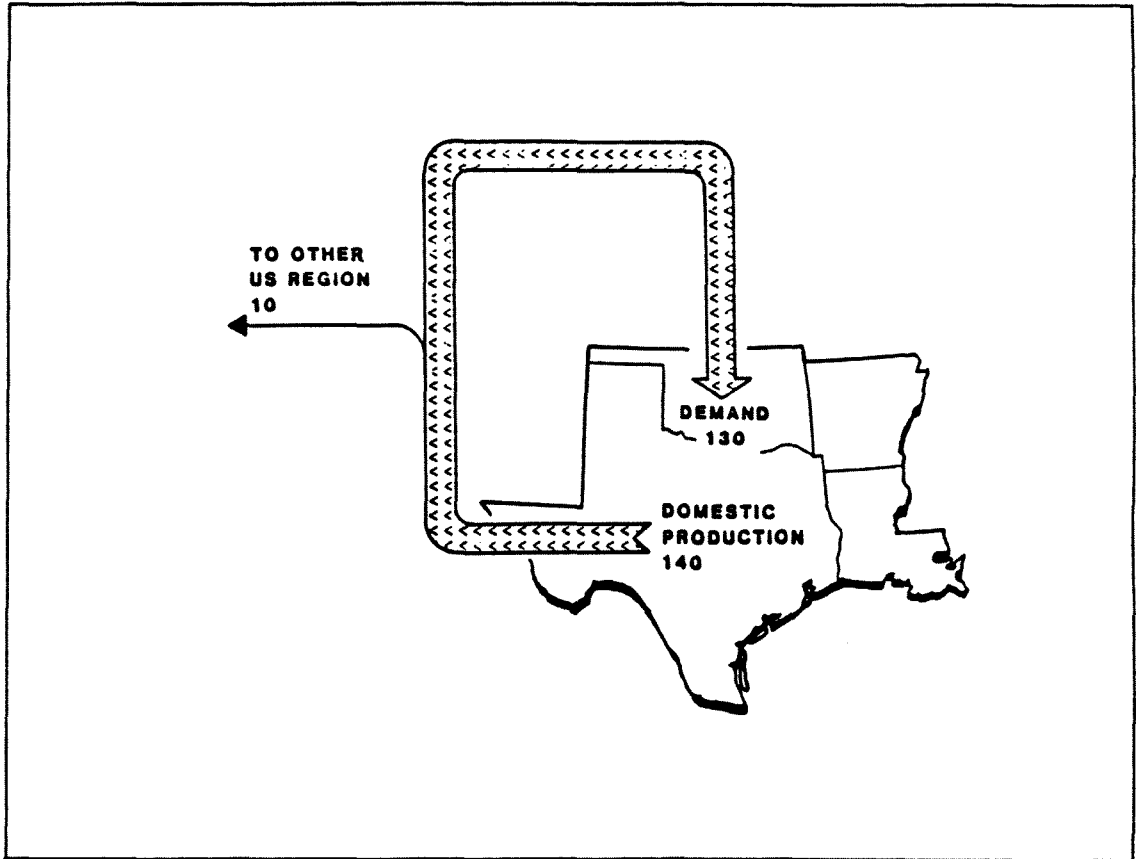 TO OTHER
US REGION
10
DEMAND
130
DOMESTIC
PRODUCTION
140